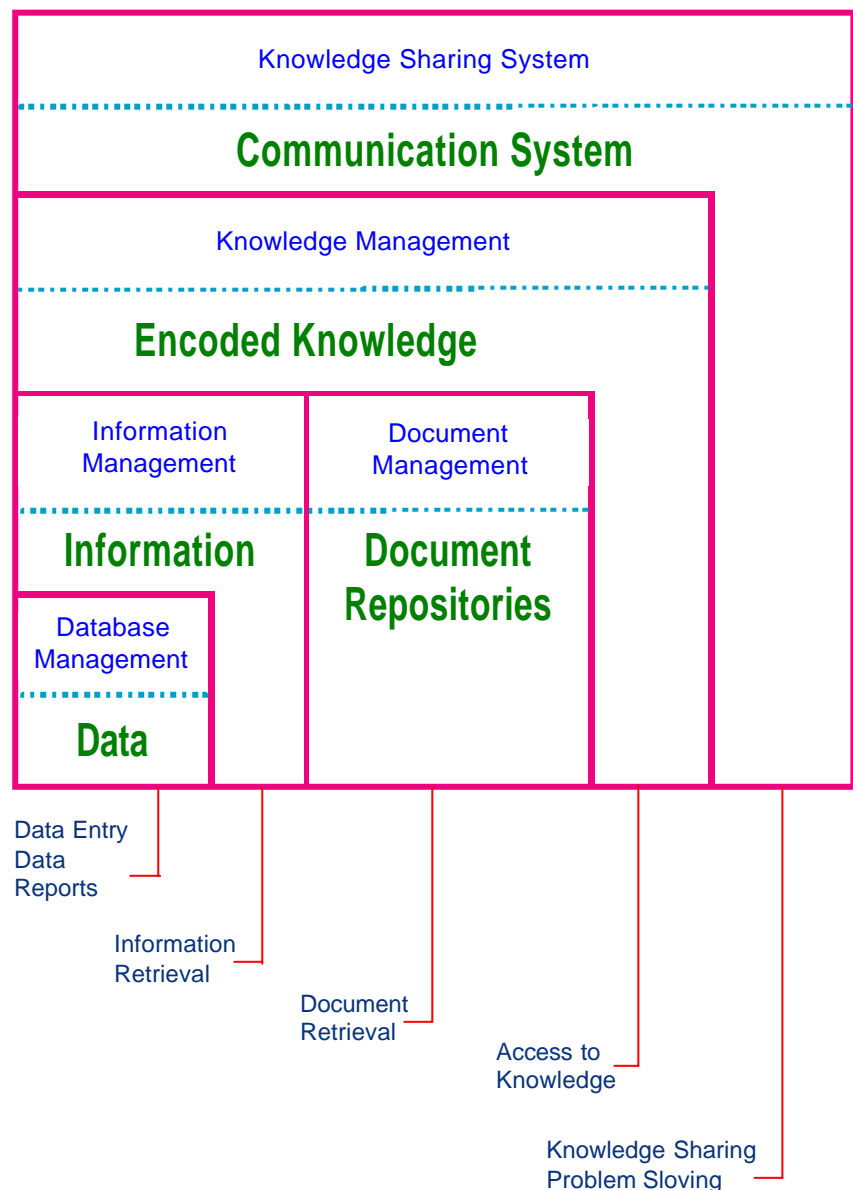 Knowledge Sharing System
Communication System
Knowledge Management
Encoded Knowledge
Information
Management
Document
Management
Information
Document
Repositories
Database
Management
Data
Data Entry
Data
Reports
Information
Retrieval
Document
Retrieval
Access to
Knowledge
Knowledge Sharing
Problem Sloving